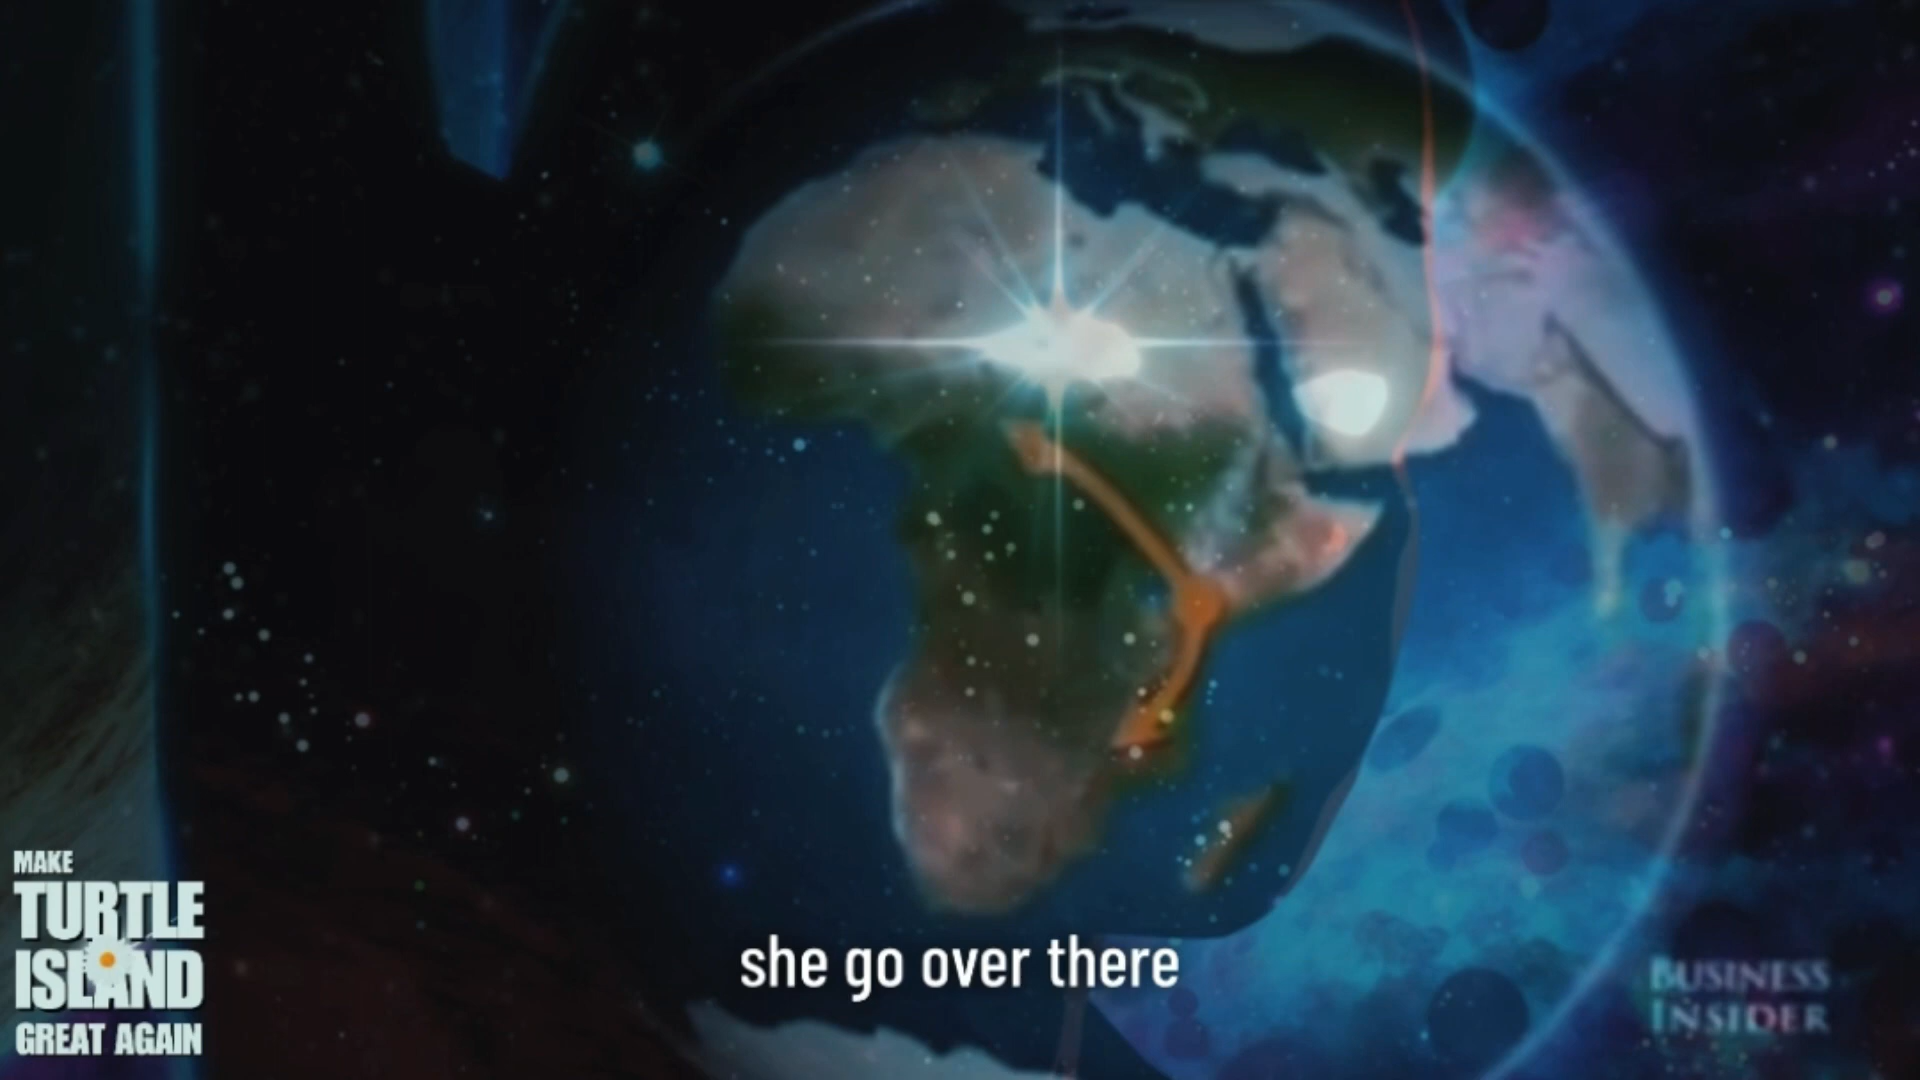 MAKE
TURTLE
ISLAND
GREAT AGAIN
she go over there
BUSINESS
INSIDER